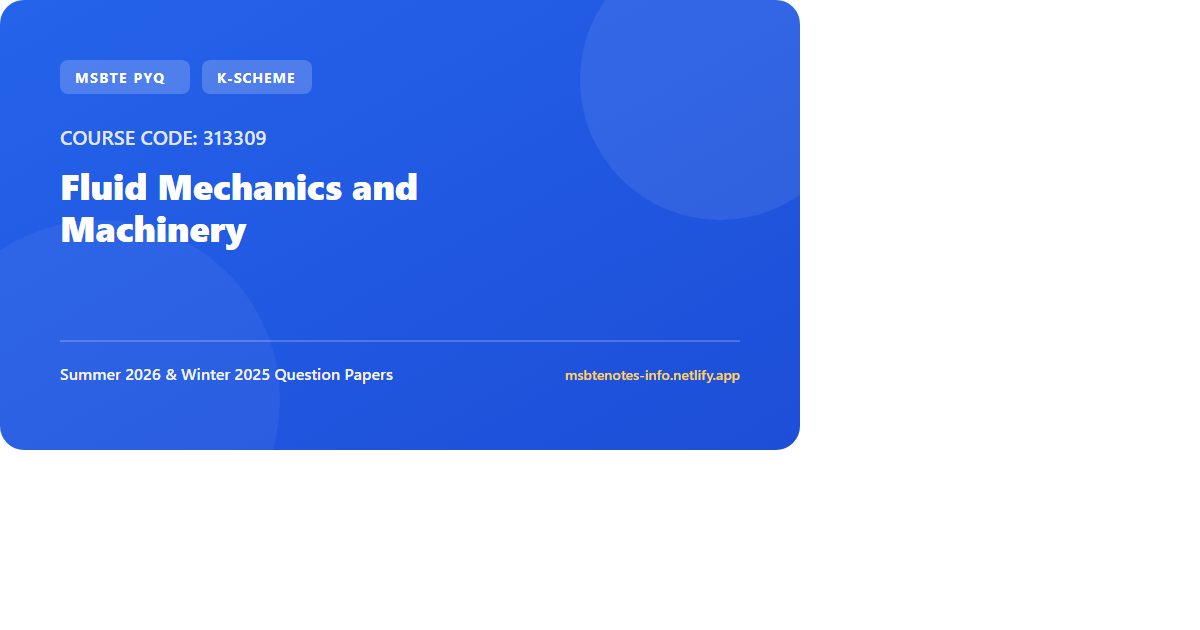 MSBTE PYQ
K-SCHEME
COURSE CODE: 313309
Fluid Mechanics and
Machinery
Summer 2026 & Winter 2025 Question Papers
msbtenotes-info.netlify.app